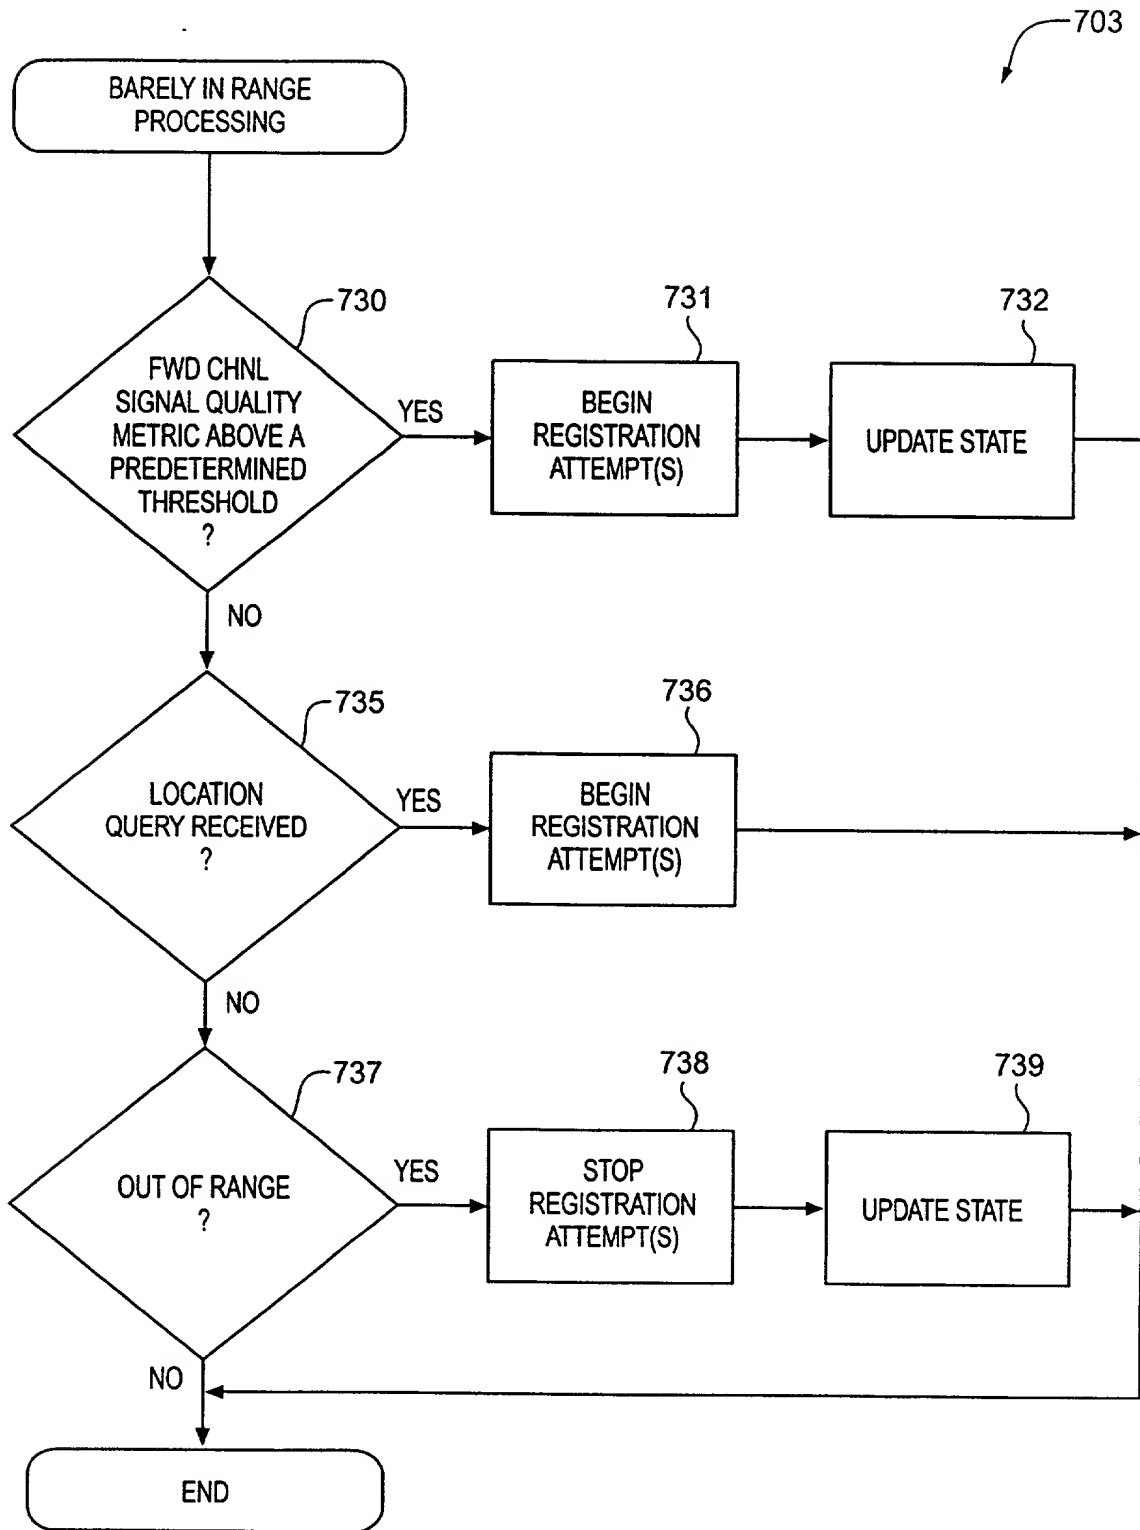 703
BARELY IN RANGE
PROCESSING
730
FWD CHNL
SIGNAL QUALITY
METRIC ABOVE A
PREDETERMINED
THRESHOLD
?
YES
731
BEGIN
REGISTRATION
ATTEMPT(S)
732
UPDATE STATE
NO
735
LOCATION
QUERY RECEIVED
?
YES
736
BEGIN
REGISTRATION
ATTEMPT(S)
NO
737
OUT OF RANGE
?
YES
738
STOP
REGISTRATION
ATTEMPT(S)
739
UPDATE STATE
NO
END